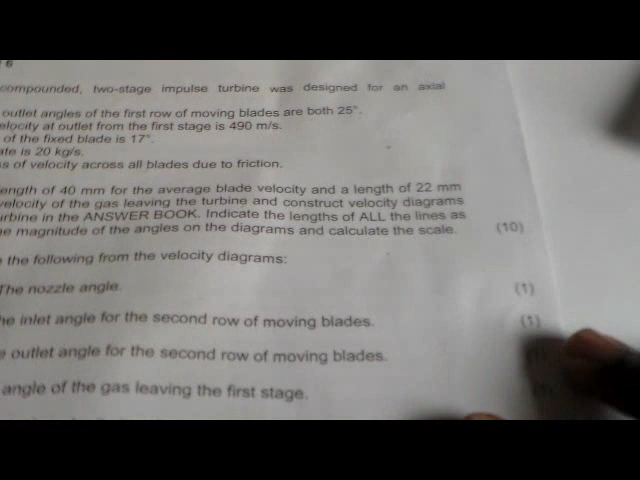 6
compounded, two-stage impulse turbine was designed for an axial
outlet angles of the first row of moving blades are both 25°.
elocity at outlet from the first stage is 490 m/s.
of the fixed blade is 17°.
ate is 20 kg/s.
ss of velocity across all blades due to friction.
ength of 40 mm for the average blade velocity and a length of 22 mm
velocity of the gas leaving the turbine and construct velocity diagrams
urbine in the ANSWER BOOK. Indicate the lengths of ALL the lines as
e magnitude of the angles on the diagrams and calculate the scale. (10)
e the following from the velocity diagrams:
The nozzle angle. (1)
he inlet angle for the second row of moving blades. (1)
e outlet angle for the second row of moving blades.
angle of the gas leaving the first stage.